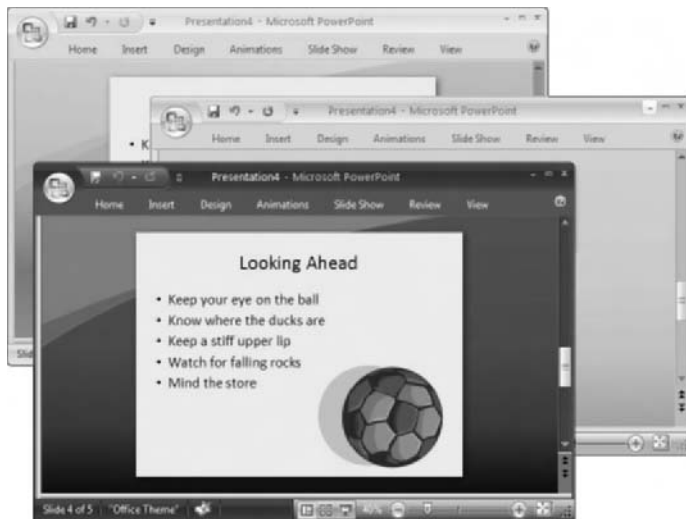 Presentation4 - Microsoft PowerPoint
Home Insert Design Animations Slide Show Review View
• K
Presentation4 - Microsoft PowerPoint
Home Insert Design Animations Slide Show Review View
Presentation4 - Microsoft PowerPoint
Home Insert Design Animations Slide Show Review View
Looking Ahead
• Keep your eye on the ball
• Know where the ducks are
• Keep a stiff upper lip
• Watch for falling rocks
• Mind the store
Slid
Slide 4 of 5 "Office Theme" 40%